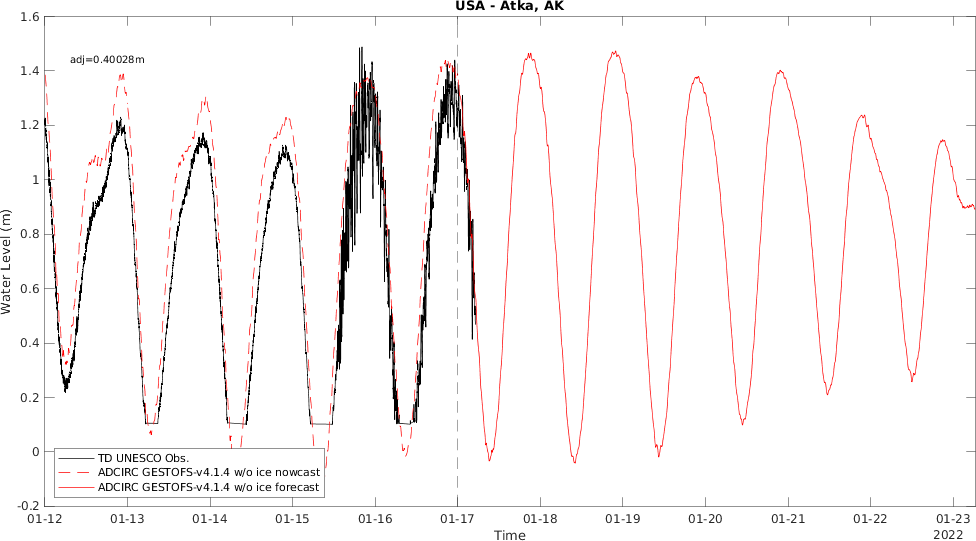 USA - Atka, AK
adj=0.40028m
Water Level (m)
1.6
1.4
1.2
1
0.8
0.6
0.4
0.2
0
-0.2
TD UNESCO Obs.
ADCIRC GESTOFS-v4.1.4 w/o ice nowcast
ADCIRC GESTOFS-v4.1.4 w/o ice forecast
01-12 01-13 01-14 01-15 01-16 01-17 01-18 01-19 01-20 01-21 01-22 01-23
Time
2022